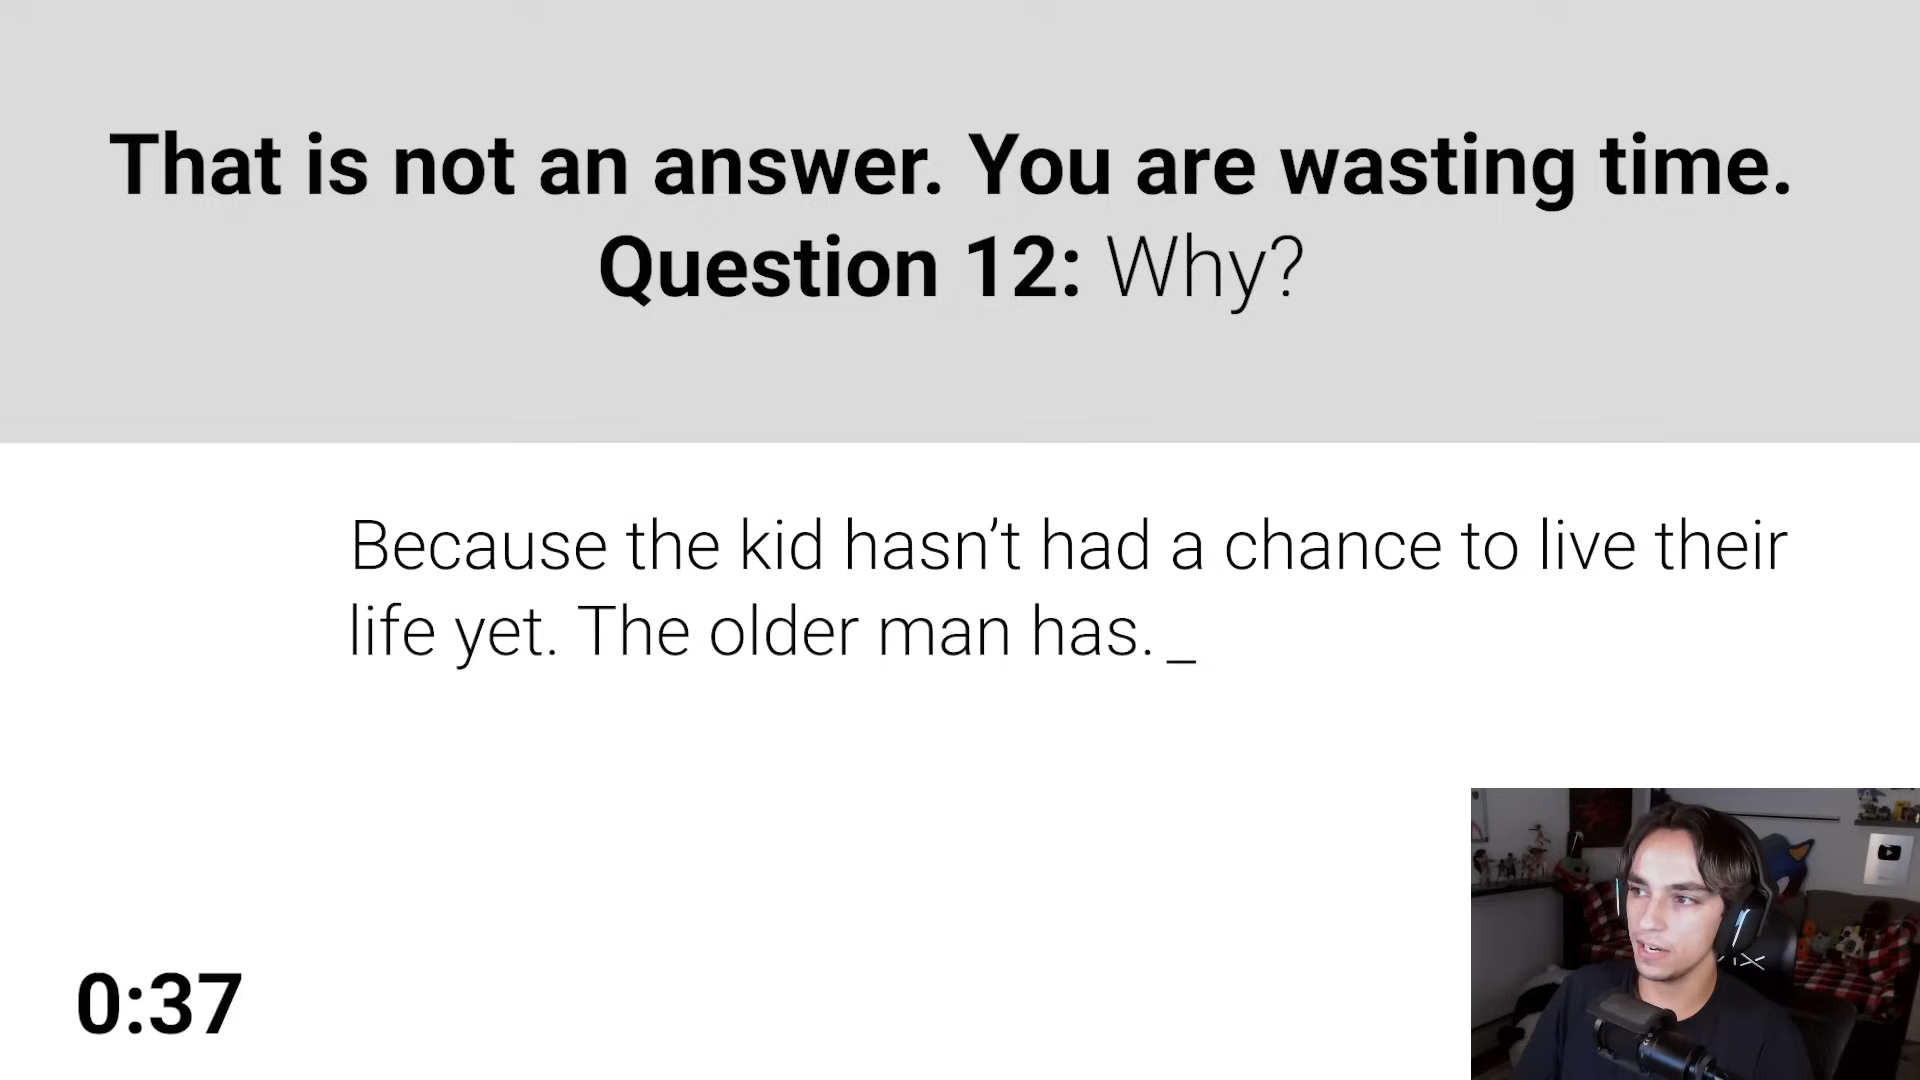 That is not an answer. You are wasting time.
Question 12: Why?
Because the kid hasn’t had a chance to live their
life yet. The older man has. _
0:37